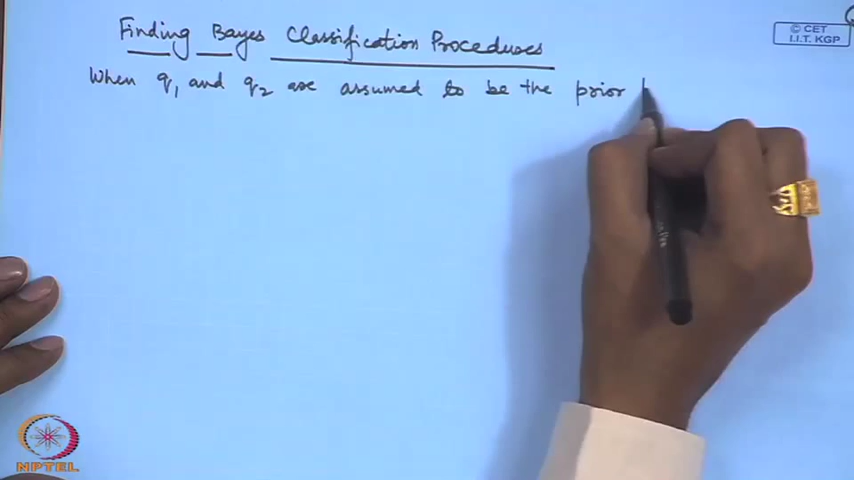 Finding Bayes Classification Procedures
© CET
I.I.T. KGP
When q₁ and q₂ are assumed to be the prior
NPTEL